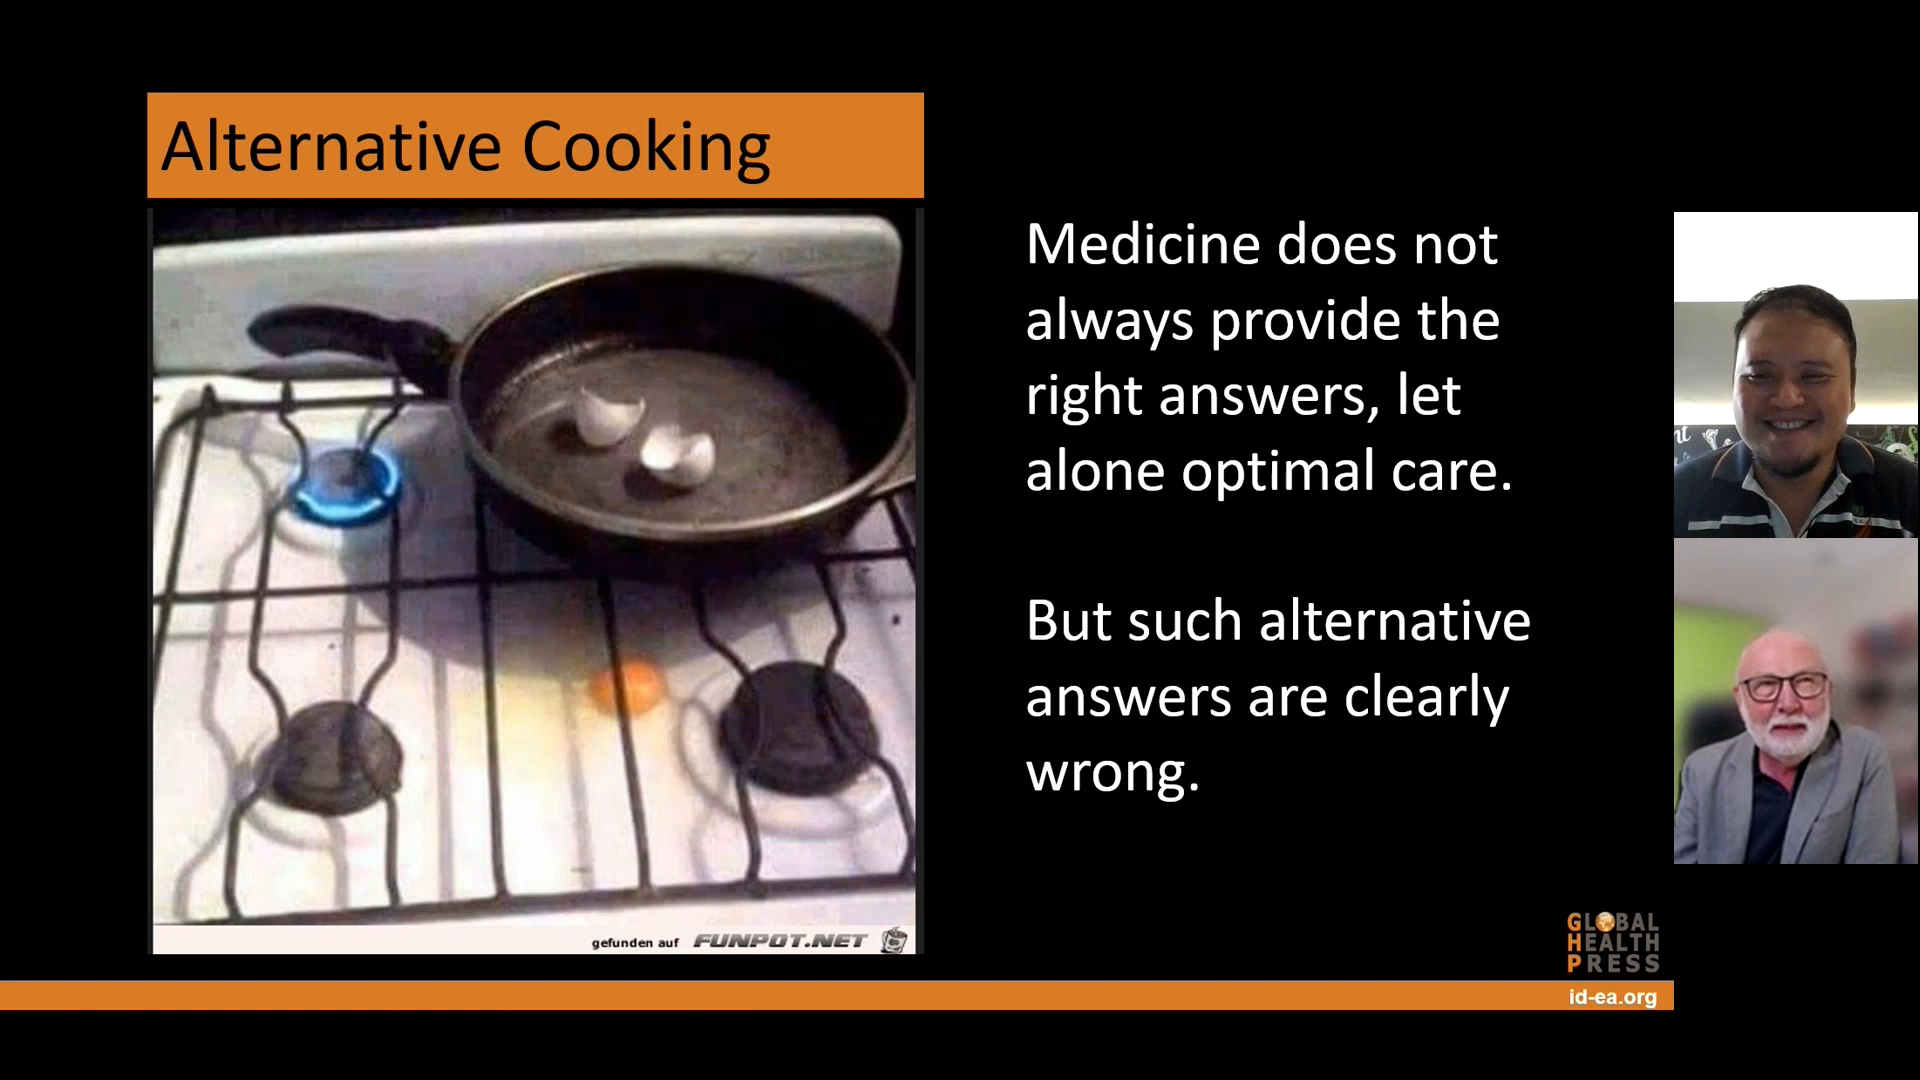 Alternative Cooking
Medicine does not
always provide the
right answers, let
alone optimal care.
But such alternative
answers are clearly
wrong.
gefunden auf FUNPOT.NET
GLOBAL
HEALTH
PRESS
id-ea.org